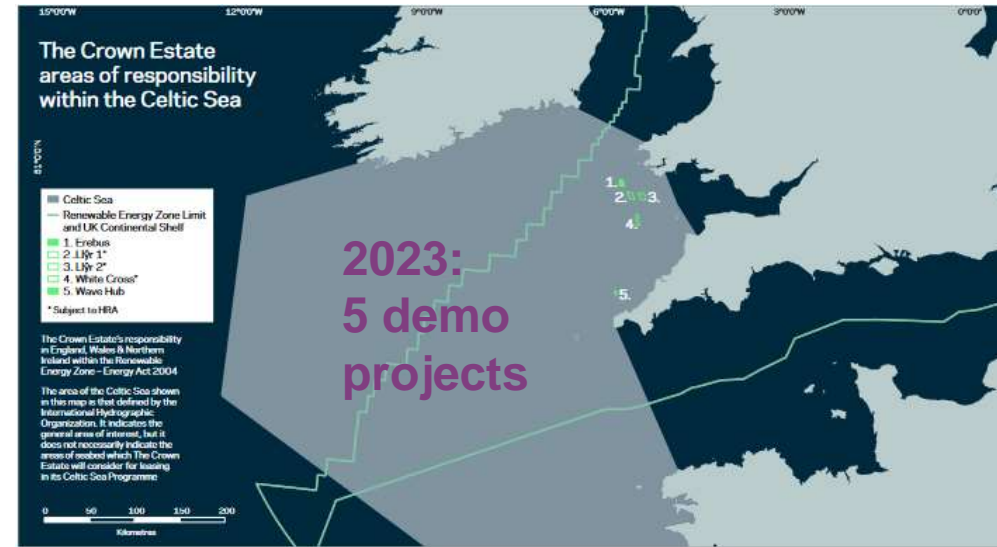 15°0'0"W 12°0'0"W 9°0'0"W 6°0'0"W 3°0'0"W 0°0'0"
The Crown Estate
areas of responsibility
within the Celtic Sea
51°0'0"N
Celtic Sea
Renewable Energy Zone Limit
and UK Continental Shelf
1. Erebus
2. Llŷr 1*
3. Llŷr 2*
4. White Cross*
5. Wave Hub
* Subject to HRA
The Crown Estate's responsibility
in England, Wales & Northern
Ireland within the Renewable
Energy Zone – Energy Act 2004
The area of the Celtic Sea shown
in this map is that defined by the
International Hydrographic
Organization. It indicates the
general area of interest, but it
does not necessarily indicate the
areas of seabed which The Crown
Estate will consider for leasing
in its Celtic Sea Programme
0 50 100 150 200
Kilometres
1.
2. 3.
4.
5.
2023:
5 demo
projects